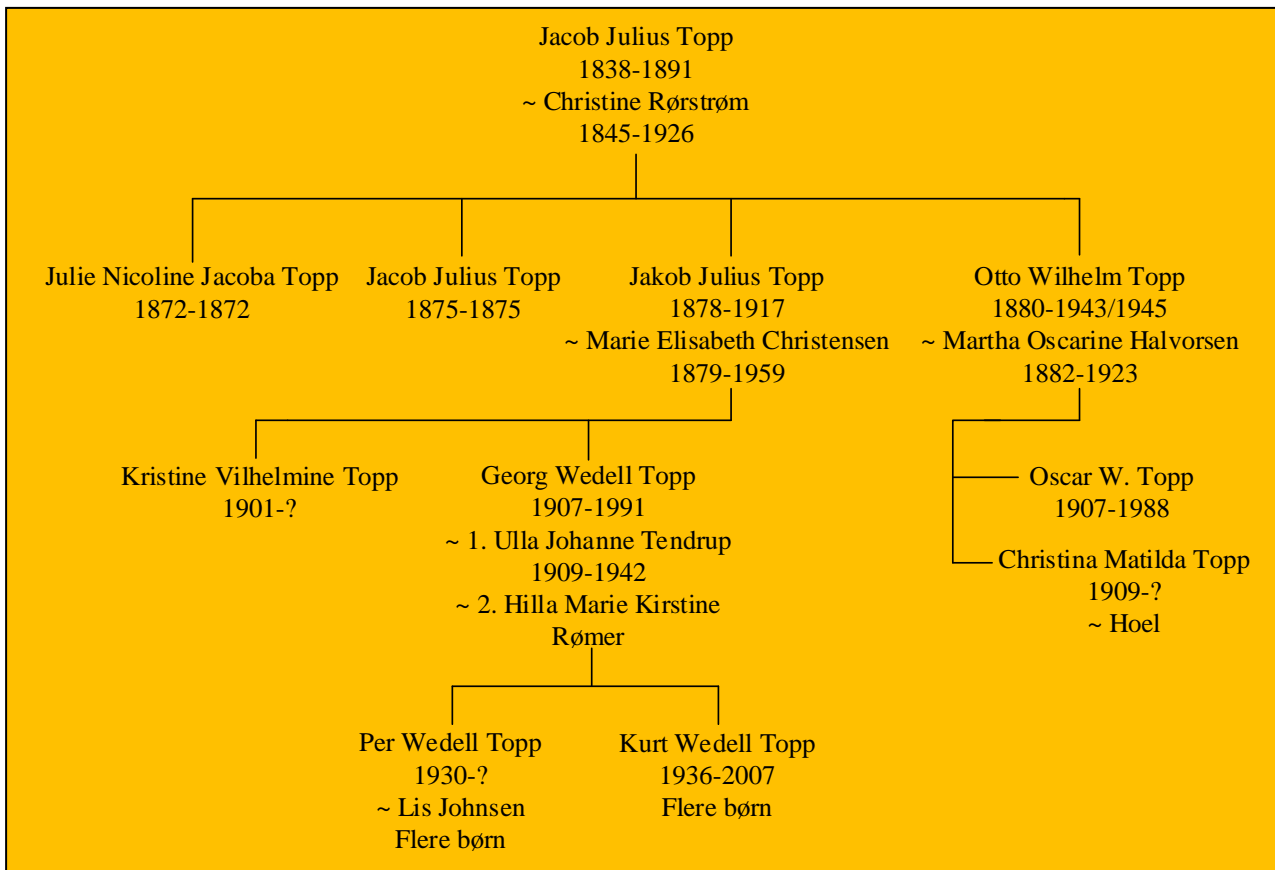 Jacob Julius Topp
1838-1891
~ Christine Rørstrøm
1845-1926
Julie Nicoline Jacoba Topp
1872-1872
Jacob Julius Topp
1875-1875
Jakob Julius Topp
1878-1917
~ Marie Elisabeth Christensen
1879-1959
Otto Wilhelm Topp
1880-1943/1945
~ Martha Oscarine Halvorsen
1882-1923
Kristine Vilhelmine Topp
1901-?
Georg Wedell Topp
1907-1991
~ 1. Ulla Johanne Tendrup
1909-1942
~ 2. Hilla Marie Kirstine
Rømer
Oscar W. Topp
1907-1988
Christina Matilda Topp
1909-?
~ Hoel
Per Wedell Topp
1930-?
~ Lis Johnsen
Flere børn
Kurt Wedell Topp
1936-2007
Flere børn